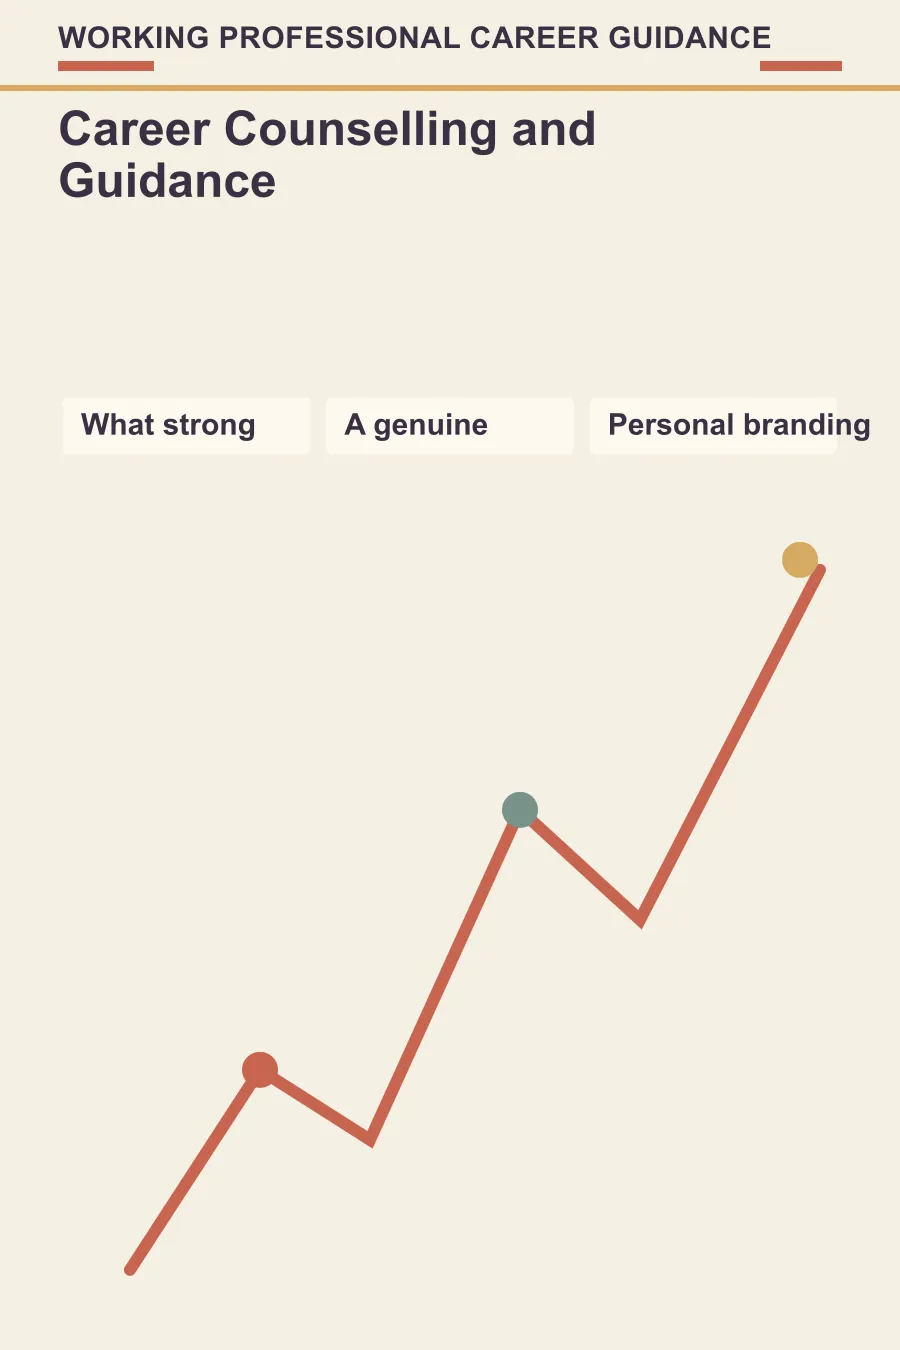 WORKING PROFESSIONAL CAREER GUIDANCE
Career Counselling and
Guidance
What strong
A genuine
Personal branding